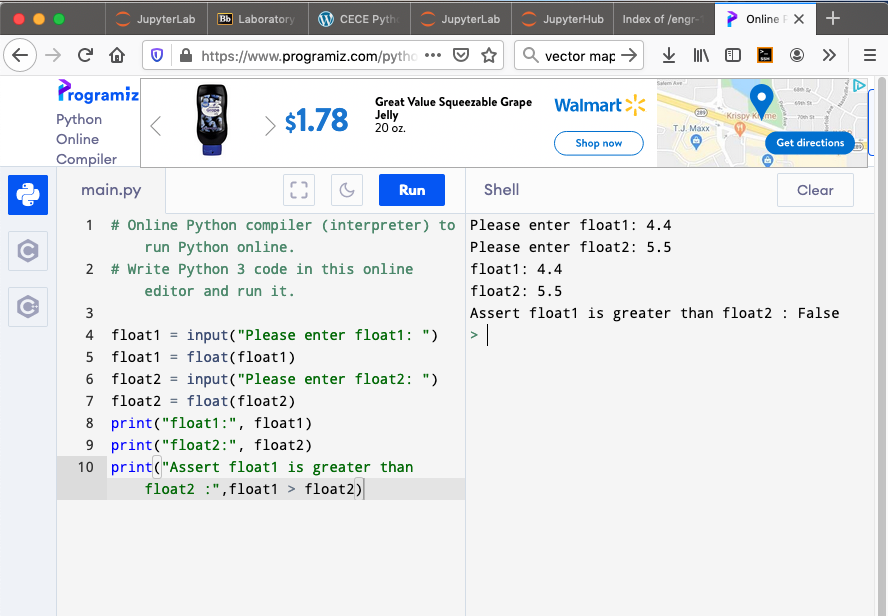 JupyterLab
Bb Laboratory
CECE Pyth
JupyterLab
JupyterHub
Index of /engr-
Online P
https://www.programiz.com/pytho
vector map
Programiz
Python
Online
Compiler
$1.78
Great Value Squeezable Grape
Jelly
20 oz.
Walmart
Shop now
T.J. Maxx
Krispy Kreme
Get directions
main.py
Run
Shell
Clear
1 # Online Python compiler (interpreter) to
run Python online.
2 # Write Python 3 code in this online
editor and run it.
3
4 float1 = input("Please enter float1: ")
5 float1 = float(float1)
6 float2 = input("Please enter float2: ")
7 float2 = float(float2)
8 print("float1:", float1)
9 print("float2:", float2)
10 print("Assert float1 is greater than
float2 :",float1 > float2)
Please enter float1: 4.4
Please enter float2: 5.5
float1: 4.4
float2: 5.5
Assert float1 is greater than float2 : False
>